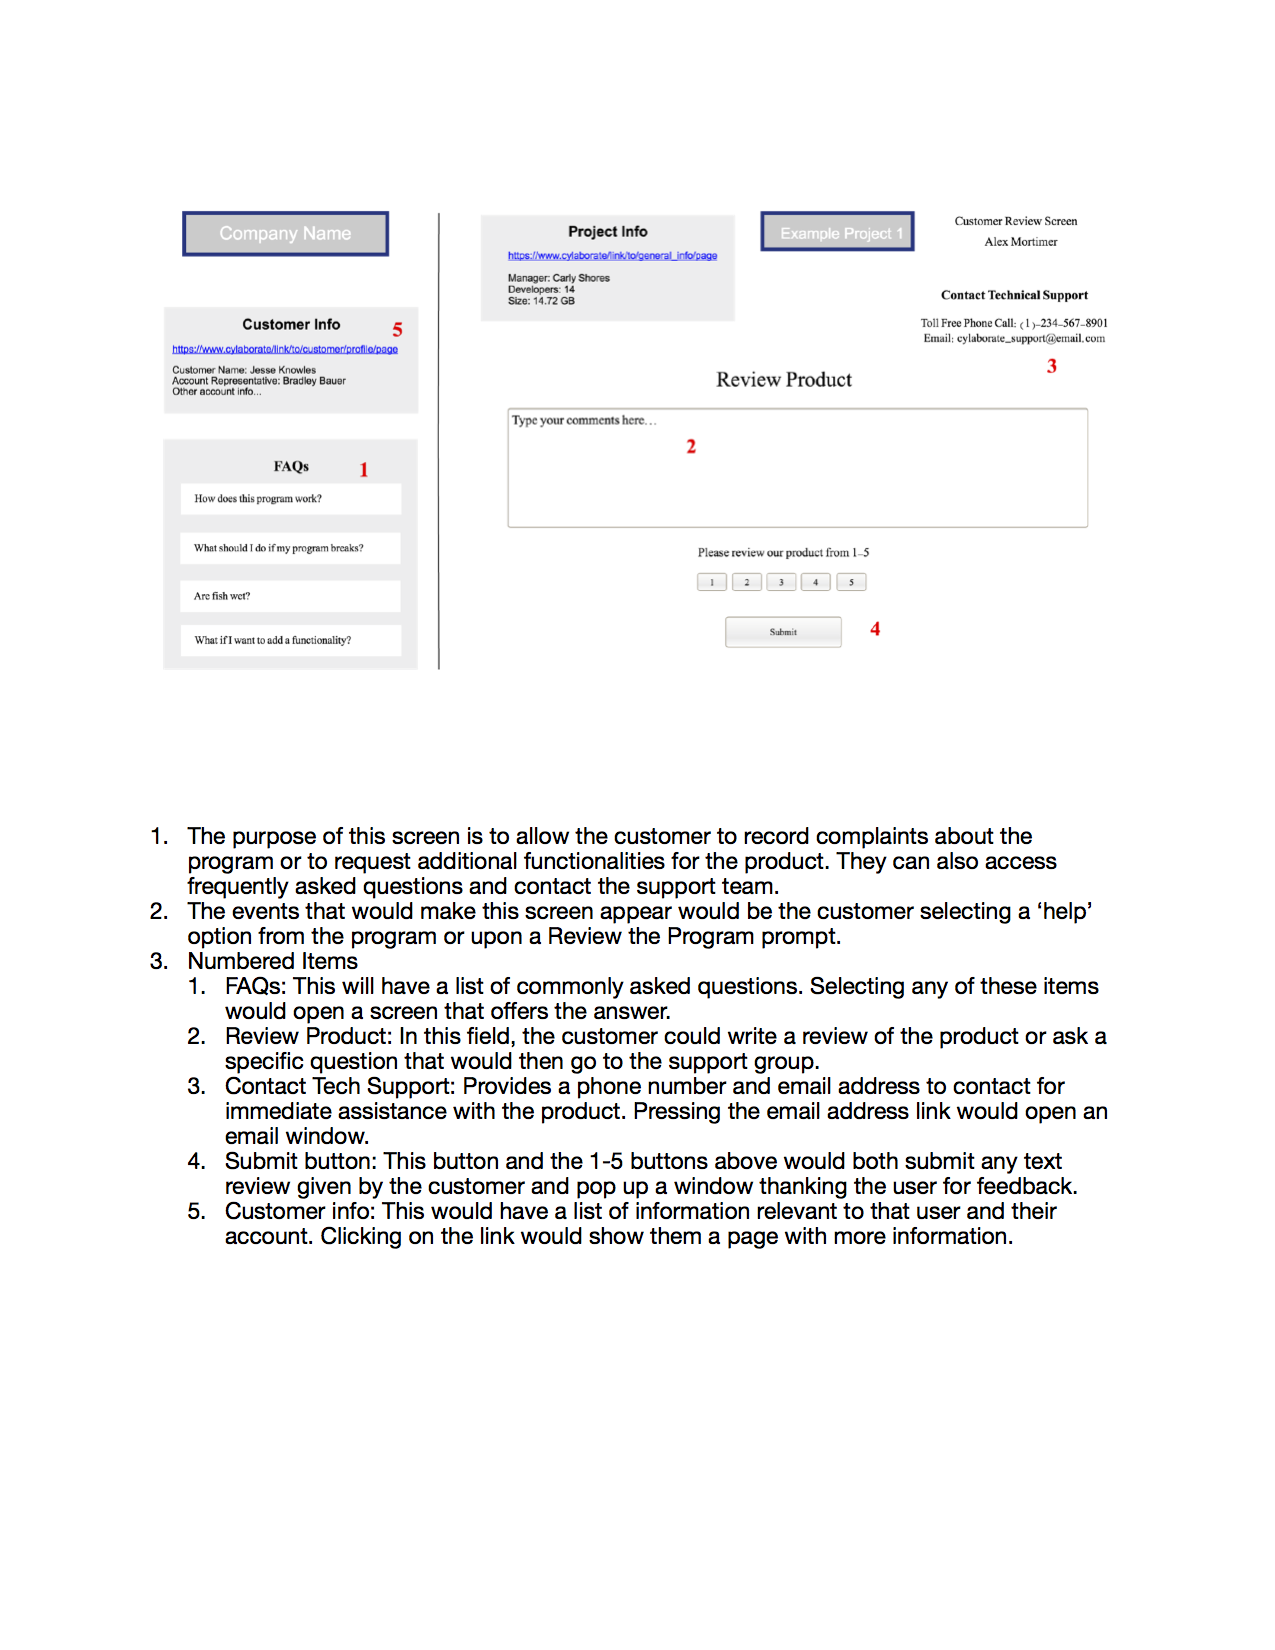 Company Name
Customer Info
5
https://www.cylaborate/link/to/customer/profile/page
Customer Name: Jesse Knowles
Account Representative: Bradley Bauer
Other account info...
FAQs
1
How does this program work?
What should I do if my program breaks?
Are fish wet?
What if I want to add a functionality?
Project Info
https://www.cylaborate/link/to/general_info/page
Manager: Carly Shores
Developers: 14
Size: 14.72 GB
Example Project 1
Customer Review Screen
Alex Mortimer
Contact Technical Support
Toll Free Phone Call: (1)-234-567-8901
Email: cylaborate_support@email.com
3
Review Product
Type your comments here...
2
Please review our product from 1-5
1 2 3 4 5
Submit
4
1. The purpose of this screen is to allow the customer to record complaints about the
program or to request additional functionalities for the product. They can also access
frequently asked questions and contact the support team.
2. The events that would make this screen appear would be the customer selecting a ‘help’
option from the program or upon a Review the Program prompt.
3. Numbered Items
1. FAQs: This will have a list of commonly asked questions. Selecting any of these items
would open a screen that offers the answer.
2. Review Product: In this field, the customer could write a review of the product or ask a
specific question that would then go to the support group.
3. Contact Tech Support: Provides a phone number and email address to contact for
immediate assistance with the product. Pressing the email address link would open an
email window.
4. Submit button: This button and the 1-5 buttons above would both submit any text
review given by the customer and pop up a window thanking the user for feedback.
5. Customer info: This would have a list of information relevant to that user and their
account. Clicking on the link would show them a page with more information.